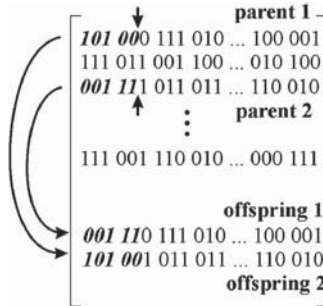 parent 1
101 000 111 010 ... 100 001
111 011 001 100 ... 010 100
001 111 011 011 ... 110 010
parent 2
111 001 110 010 ... 000 111
offspring 1
001 110 111 010 ... 100 001
101 001 011 011 ... 110 010
offspring 2